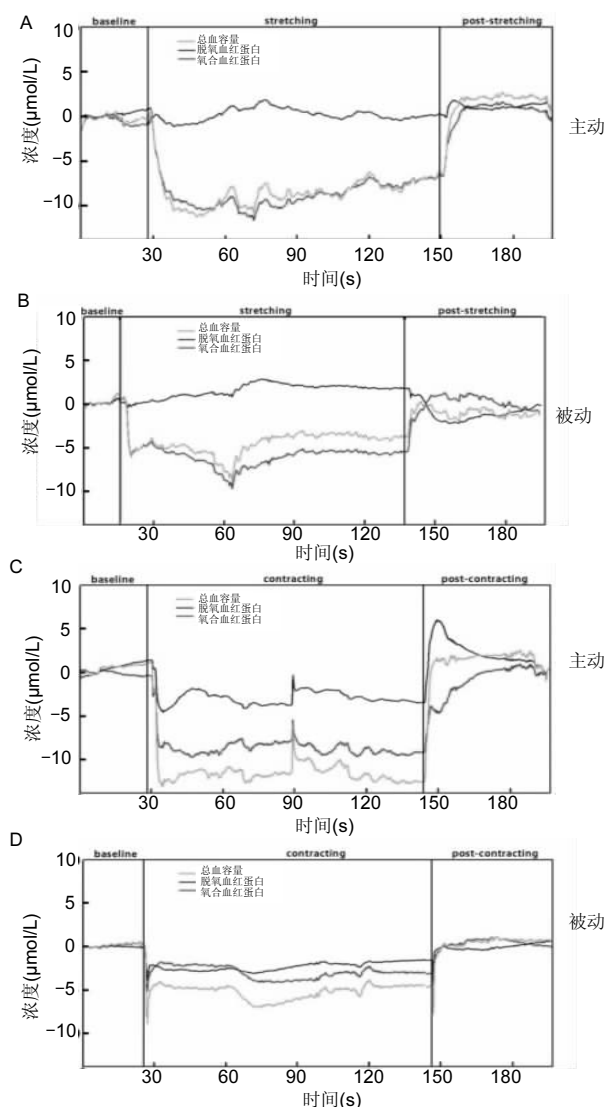 A
baseline stretching post-stretching
总血容量
脱氧血红蛋白
氧合血红蛋白
10
5
0
−5
−10
浓度(μmol/L)
主动
30 60 90 120 150 180
时间(s)
B
baseline stretching post-stretching
总血容量
脱氧血红蛋白
氧合血红蛋白
10
5
0
−5
−10
浓度(μmol/L)
被动
30 60 90 120 150 180
时间(s)
C
baseline contracting post-contracting
总血容量
脱氧血红蛋白
氧合血红蛋白
10
5
0
−5
−10
浓度(μmol/L)
主动
30 60 90 120 150 180
时间(s)
D
baseline contracting post-contracting
总血容量
脱氧血红蛋白
氧合血红蛋白
10
5
0
−5
−10
浓度(μmol/L)
被动
30 60 90 120 150 180
时间(s)